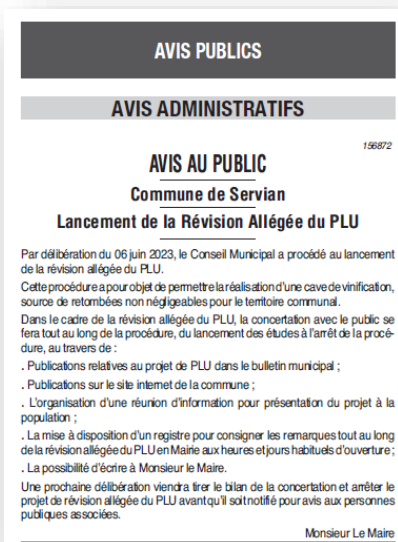 AVIS PUBLICS
AVIS ADMINISTRATIFS
156872
AVIS AU PUBLIC
Commune de Servian
Lancement de la Révision Allégée du PLU
Par délibération du 06 juin 2023, le Conseil Municipal a procédé au lancement
de la révision allégée du PLU.
Cette procédure a pour objet de permettre la réalisation d'une cave de vinification,
source de retombées non négligeables pour le territoire communal.
Dans le cadre de la révision allégée du PLU, la concertation avec le public se
fera tout au long de la procédure, du lancement des études à l'arrêt de la procé-
dure, au travers de :
. Publications relatives au projet de PLU dans le bulletin municipal ;
. Publications sur le site internet de la commune ;
. L'organisation d'une réunion d'information pour présentation du projet à la
population ;
. La mise à disposition d'un registre pour consigner les remarques tout au long
de la révision allégée du PLU en Mairie aux heures et jours habituels d'ouverture ;
. La possibilité d'écrire à Monsieur le Maire.
Une prochaine délibération viendra tirer le bilan de la concertation et arrêter le
projet de révision allégée du PLU avant qu'il soit notifié pour avis aux personnes
publiques associées.
Monsieur Le Maire